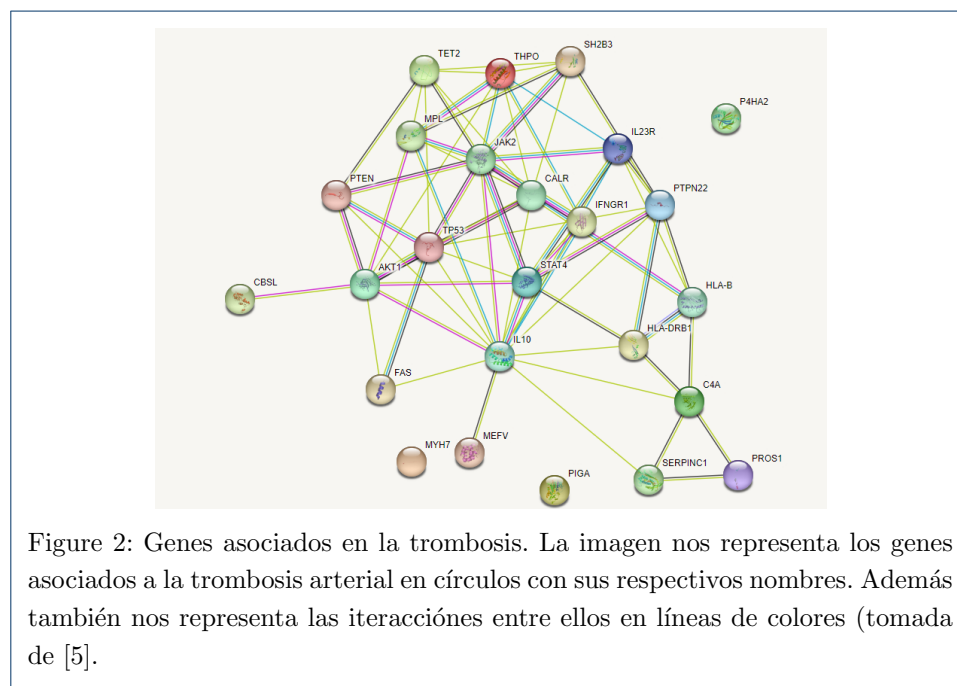 TET2
THPO
SH2B3
P4HA2
MPL
IL23R
JAK2
CALR
PTEN
PTPN22
IFNGR1
TP53
AKT1
STAT4
CBSL
HLA-B
HLA-DRB1
IL10
FAS
C4A
MYH7
MEFV
SERPINC1
PROS1
PIGA
Figure 2: Genes asociados en la trombosis. La imagen nos representa los genes
asociados a la trombosis arterial en círculos con sus respectivos nombres. Además
también nos representa las iteracciónes entre ellos en líneas de colores (tomada
de [5].